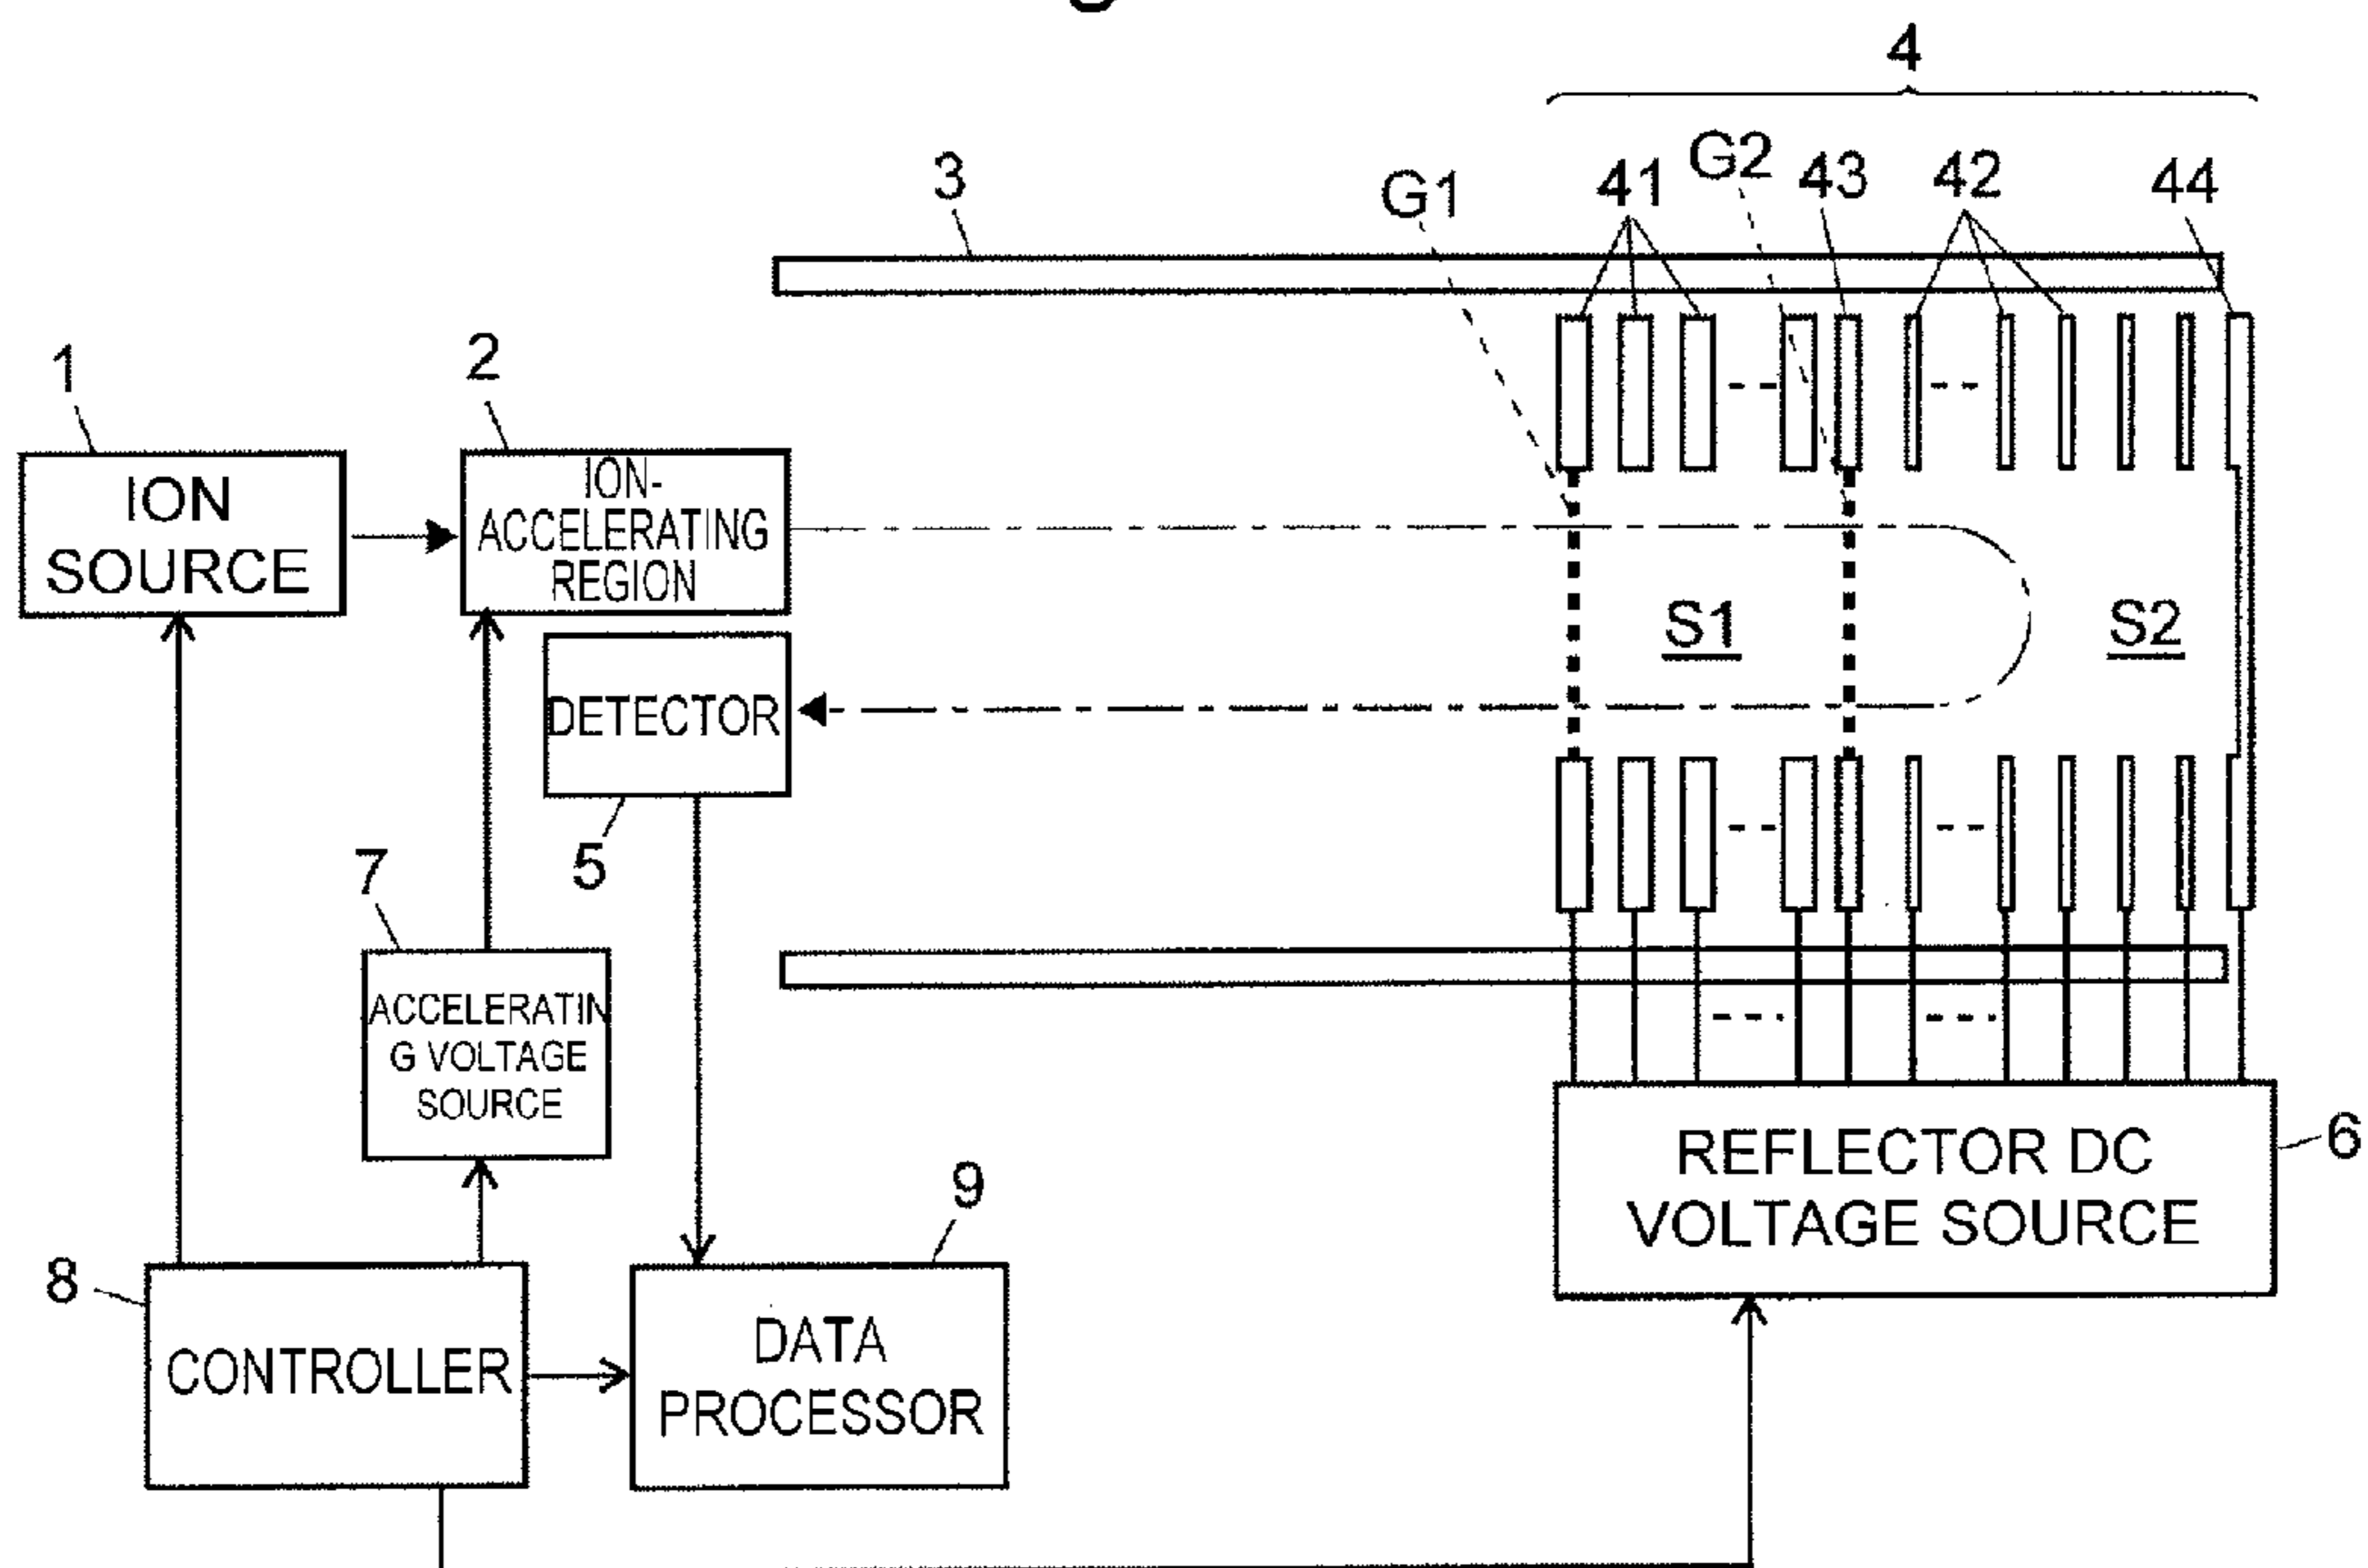 4
3
G1
41
G2
43
42
44
1
2
ION
SOURCE
ION-
ACCELERATING
REGION
S1
S2
DETECTOR
5
7
ACCELERATIN
G VOLTAGE
SOURCE
REFLECTOR DC
VOLTAGE SOURCE
6
8
9
CONTROLLER
DATA
PROCESSOR